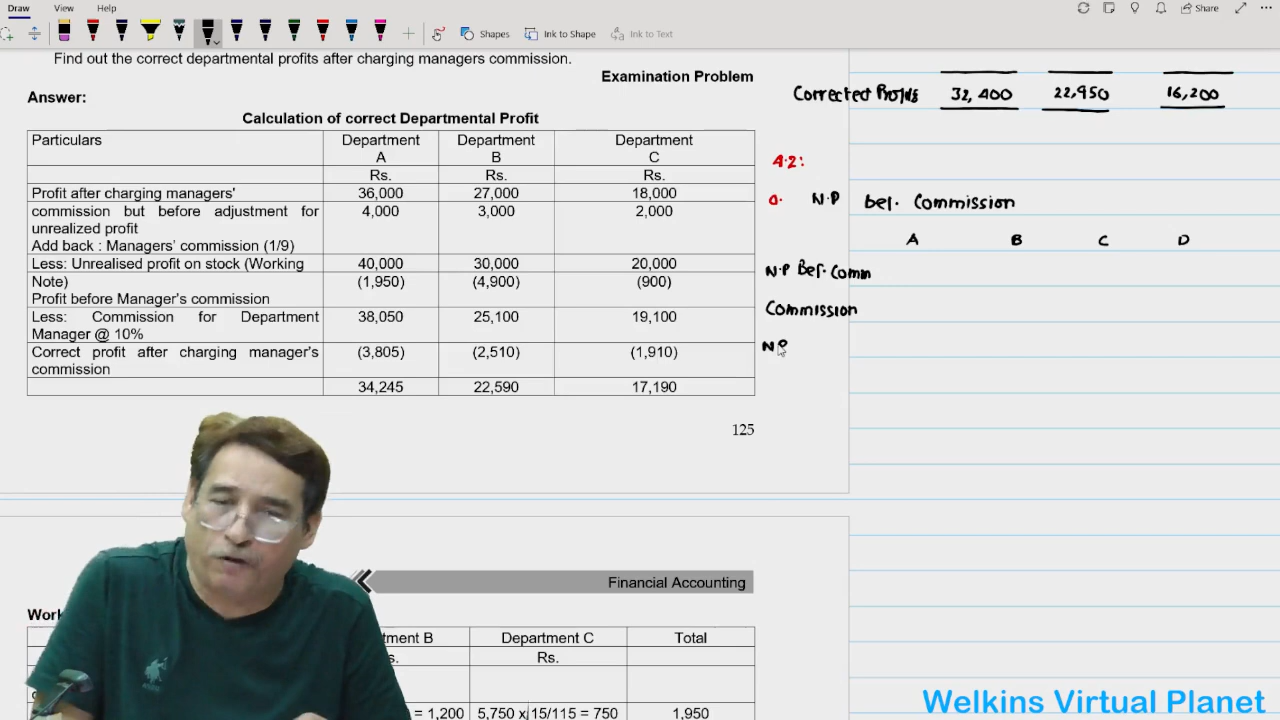 Draw View Help
Share
Shapes Ink to Shape Ink to Text
Find out the correct departmental profits after charging managers commission.
Examination Problem
Answer:
Calculation of correct Departmental Profit
Particulars Department A Department B Department C
Rs. Rs. Rs.
Profit after charging managers' 36,000 27,000 18,000
commission but before adjustment for 4,000 3,000 2,000
unrealized profit
Add back : Managers' commission (1/9)
Less: Unrealised profit on stock (Working 40,000 30,000 20,000
Note) (1,950) (4,900) (900)
Profit before Manager's commission
Less: Commission for Department 38,050 25,100 19,100
Manager @ 10%
Correct profit after charging manager's (3,805) (2,510) (1,910)
commission
34,245 22,590 17,190
125
Corrected Profits 32,400 22,950 16,200
A.2:
a. N.P bef. Commission
A B C D
N.P Bef. Comm
Commission
NP
Financial Accounting
Work
ment B Department C Total
s. Rs.
= 1,200 5,750 x 15/115 = 750 1,950
Welkins Virtual Planet